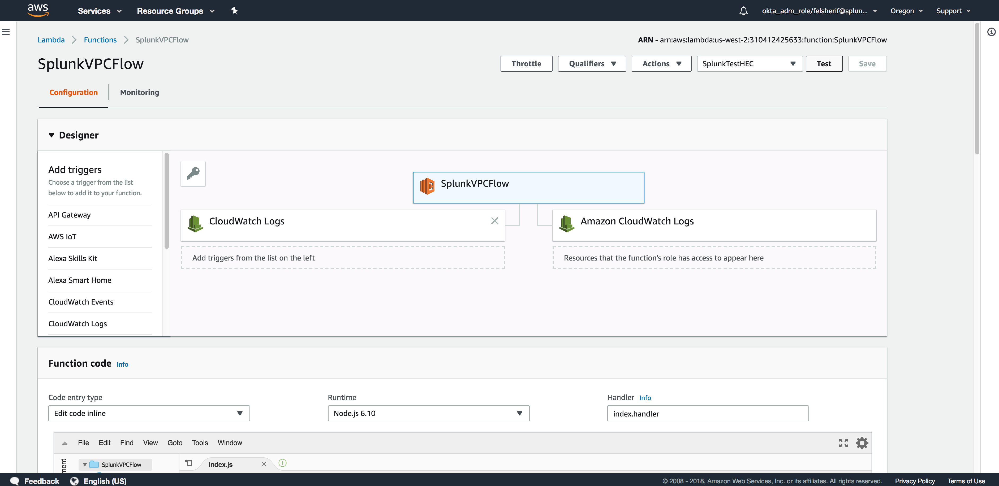 aws
Services
Resource Groups
okta_adm_role/felsherif@splun...
Oregon
Support
Lambda
Functions
SplunkVPCFlow
ARN - arn:aws:lambda:us-west-2:310412425633:function:SplunkVPCFlow
SplunkVPCFlow
Throttle
Qualifiers
Actions
SplunkTestHEC
Test
Save
Configuration
Monitoring
Designer
Add triggers
Choose a trigger from the list
below to add it to your function.
API Gateway
AWS IoT
Alexa Skills Kit
Alexa Smart Home
CloudWatch Events
CloudWatch Logs
SplunkVPCFlow
CloudWatch Logs
Amazon CloudWatch Logs
Add triggers from the list on the left
Resources that the function's role has access to appear here
Function code Info
Code entry type
Edit code inline
Runtime
Node.js 6.10
Handler Info
index.handler
File Edit Find View Goto Tools Window
SplunkVPCFlow
index.js
Feedback
English (US)
© 2008 - 2018, Amazon Web Services, Inc. or its affiliates. All rights reserved.
Privacy Policy
Terms of Use